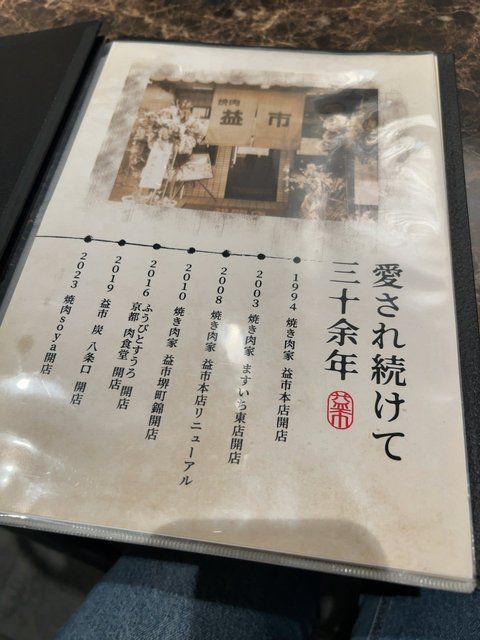 焼肉
益市
愛され続けて
三十余年
益市
1994 焼き肉家 益市本店開店
2003 焼き肉家 ますいち東店開店
2008 焼き肉家 益市本店リニューアル
2010 焼き肉家 益市堺町錦開店
2016 ふうびとすうろ 開店
京都 肉食堂 開店
2019 益市 炭 八条口 開店
2023 焼肉soya開店